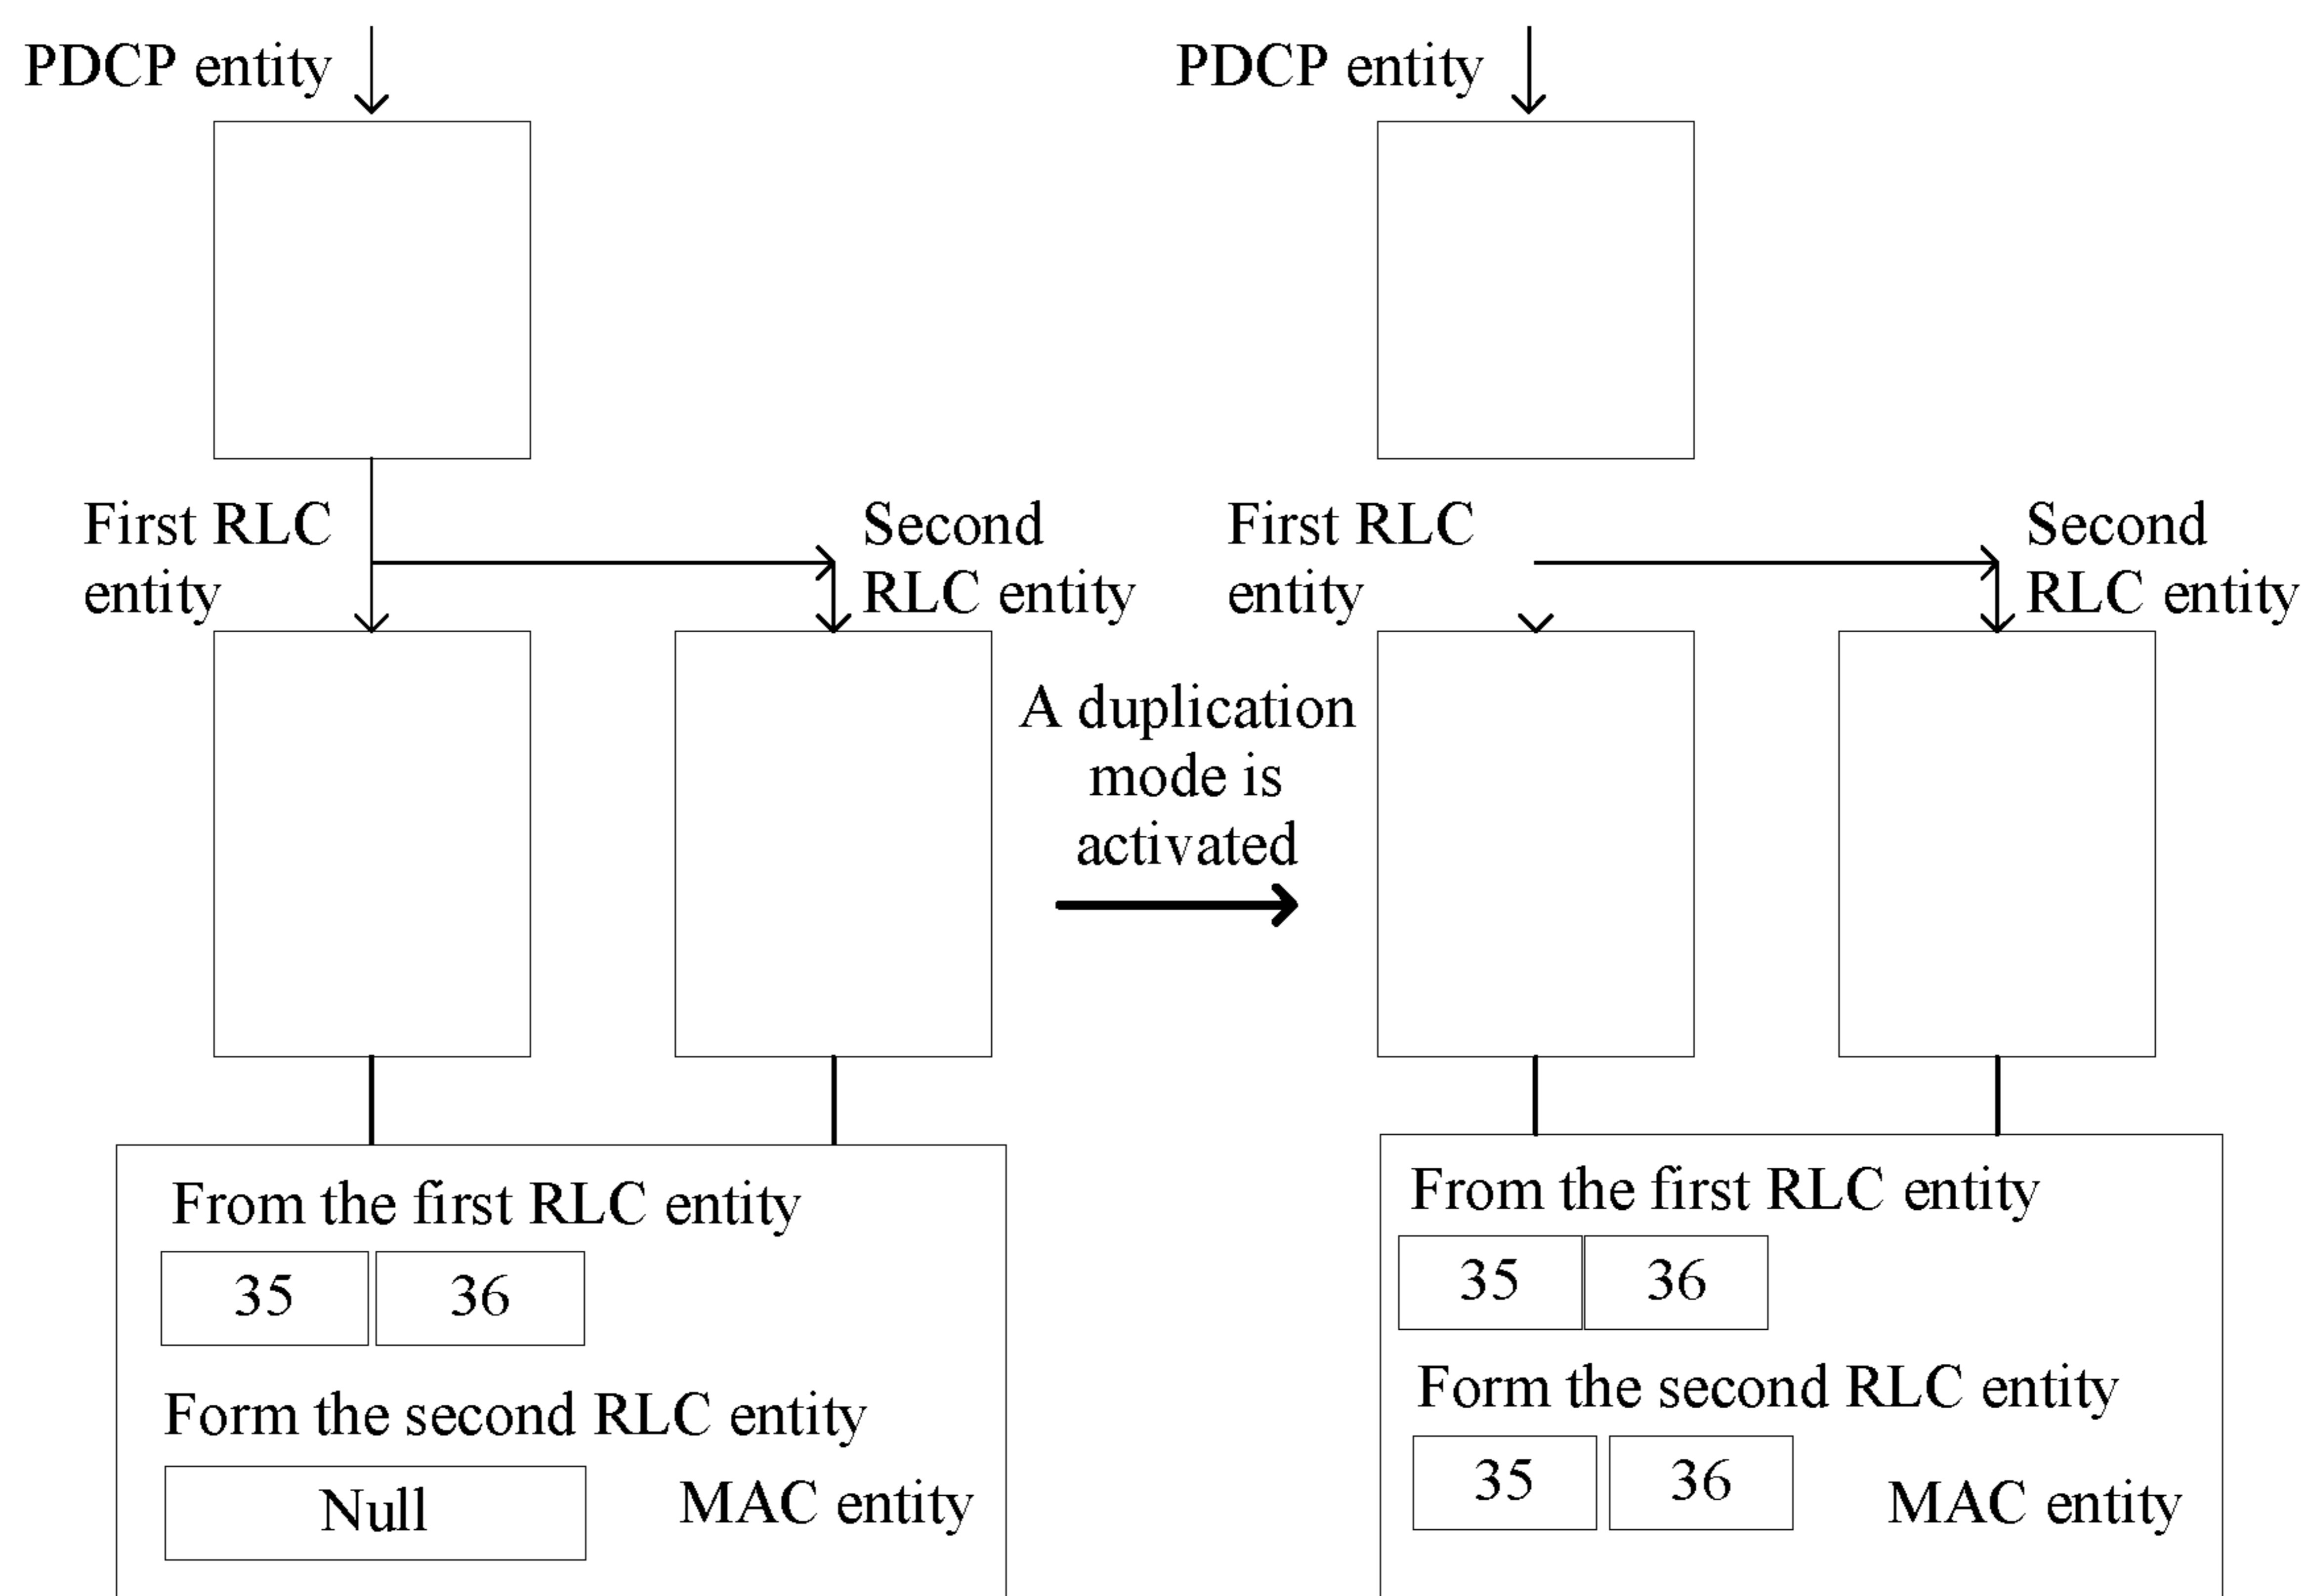 PDCP entity
First RLC
entity
Second
RLC entity
From the first RLC entity
35 36
Form the second RLC entity
Null
MAC entity
A duplication
mode is
activated
PDCP entity
First RLC
entity
Second
RLC entity
From the first RLC entity
35 36
Form the second RLC entity
35 36
MAC entity